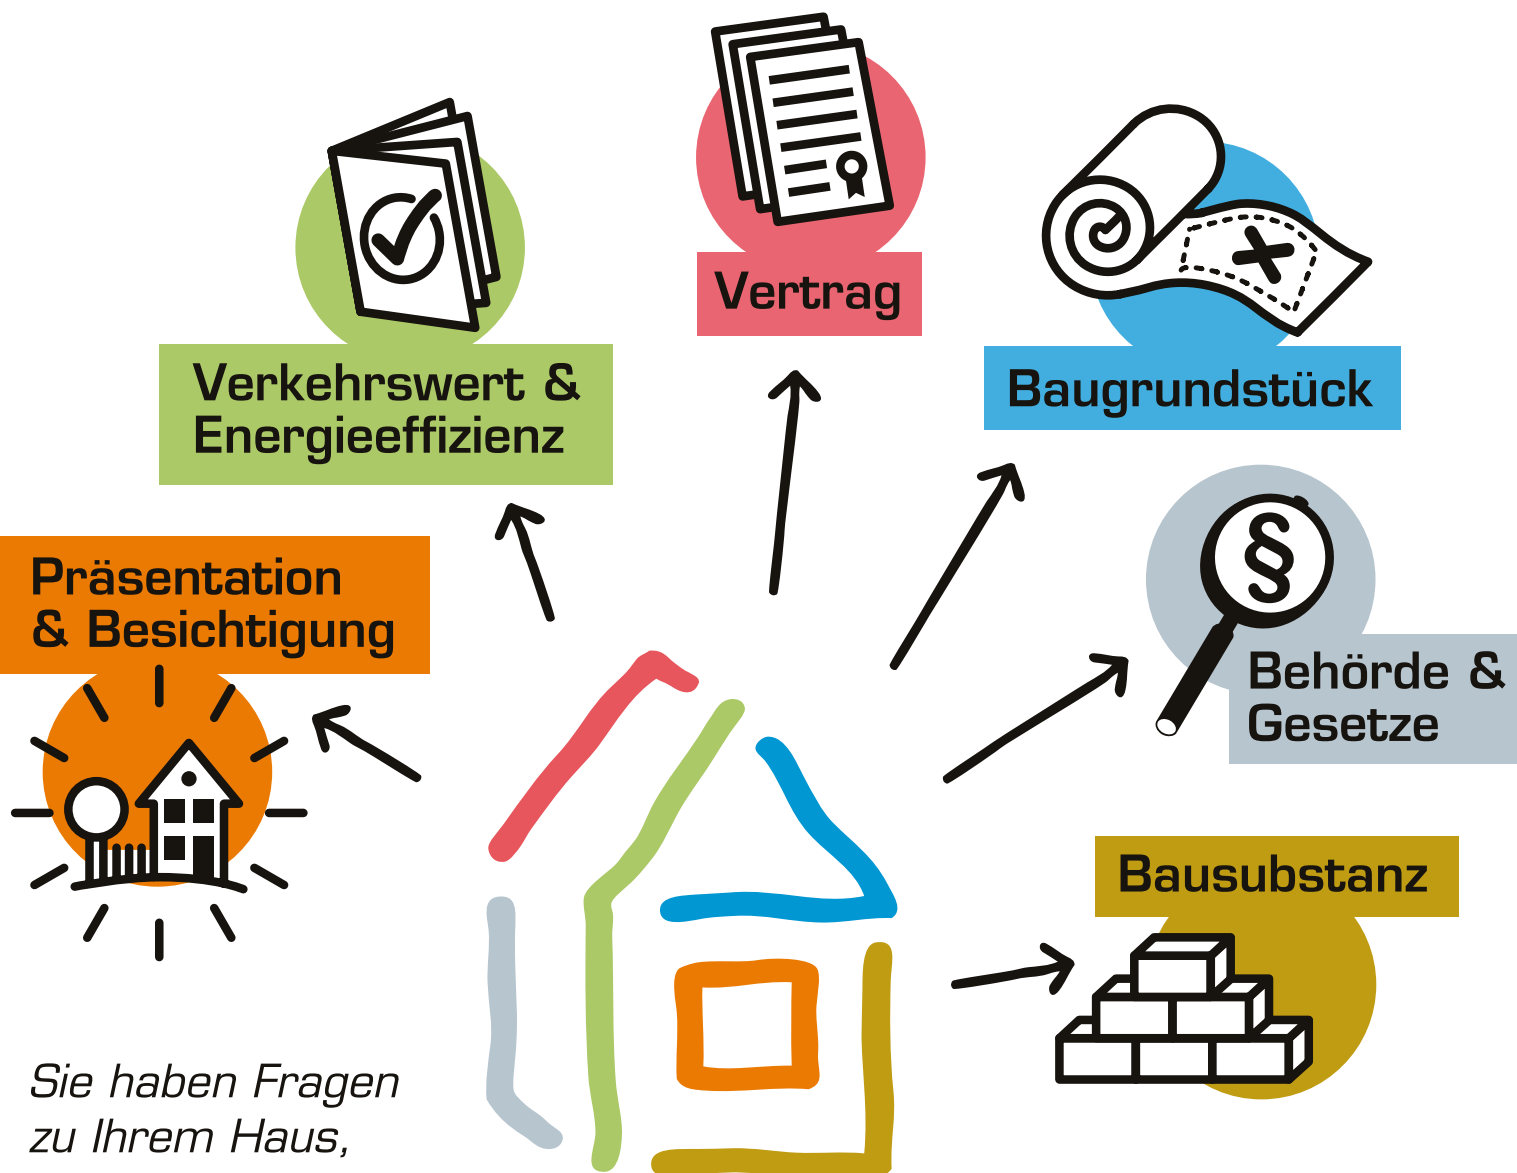 Vertrag
Verkehrswert &
Energieeffizienz
Baugrundstück
Präsentation
& Besichtigung
§
Behörde &
Gesetze
Bausubstanz
Sie haben Fragen
zu Ihrem Haus,